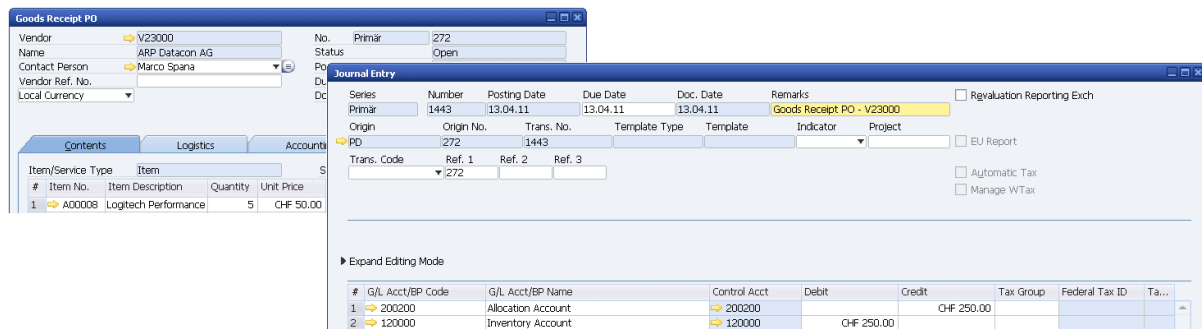 Goods Receipt PO
Vendor V23000 No. Primär 272
Name ARP Datacon AG Status Open
Contact Person Marco Spana Po
Vendor Ref. No. Du
Local Currency Do
Contents Logistics Accounti
Item/Service Type Item S
# Item No. Item Description Quantity Unit Price
1 A00008 Logitech Performance 5 CHF 50.00
Journal Entry
Series Number Posting Date Due Date Doc. Date Remarks Revaluation Reporting Exch
Primär 1443 13.04.11 13.04.11 13.04.11 Goods Receipt PO - V23000
Origin Origin No. Trans. No. Template Type Template Indicator Project
PD 272 1443 EU Report
Trans. Code Ref. 1 Ref. 2 Ref. 3
272 Automatic Tax
Manage WTax
Expand Editing Mode
# G/L Acct/BP Code G/L Acct/BP Name Control Acct Debit Credit Tax Group Federal Tax ID Ta...
1 200200 Allocation Account 200200 CHF 250.00
2 120000 Inventory Account 120000 CHF 250.00